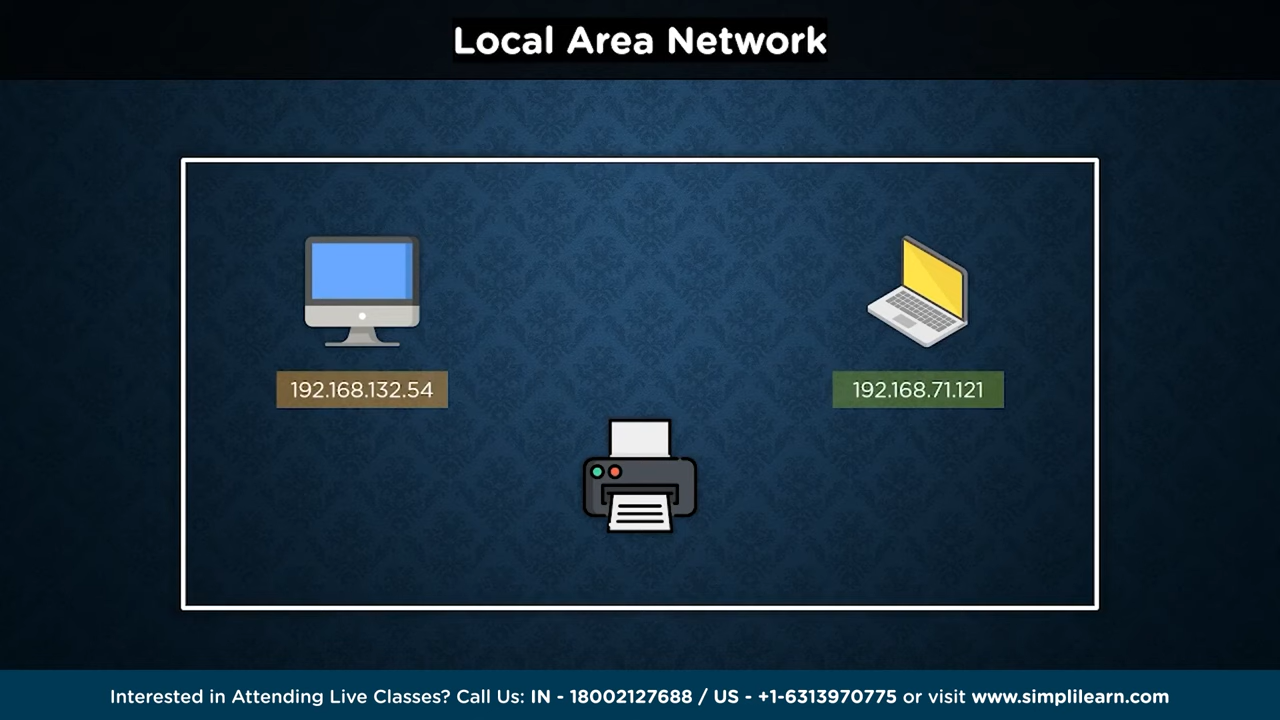 Local Area Network
192.168.132.54
192.168.71.121
Interested in Attending Live Classes? Call Us: IN - 18002127688 / US - +1-6313970775 or visit www.simplilearn.com